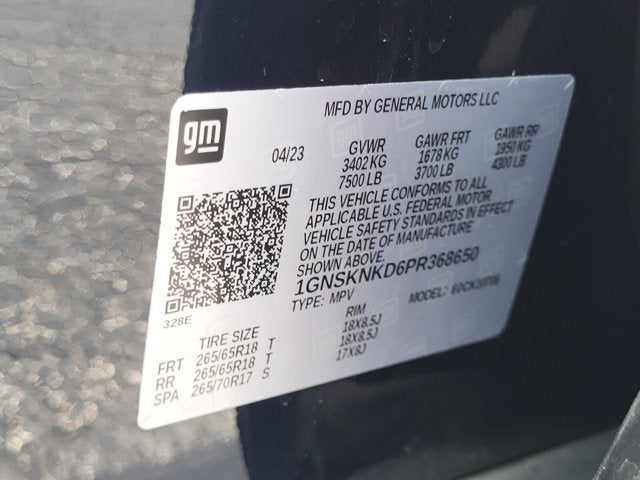 MFD BY GENERAL MOTORS LLC
gm
04/23 GVWR GAWR FRT GAWR RR
3402 KG 1678 KG 1950 KG
7500 LB 3700 LB 4300 LB
THIS VEHICLE CONFORMS TO ALL
APPLICABLE U.S. FEDERAL MOTOR
VEHICLE SAFETY STANDARDS IN EFFECT
ON THE DATE OF MANUFACTURE
SHOWN ABOVE.
1GNSKNKD6PR368650
TYPE: MPV MODEL:
328E
TIRE SIZE RIM
FRT 265/65R18 T 18X8.5J
RR 265/65R18 T 18X8.5J
SPA 265/70R17 S 17X8J